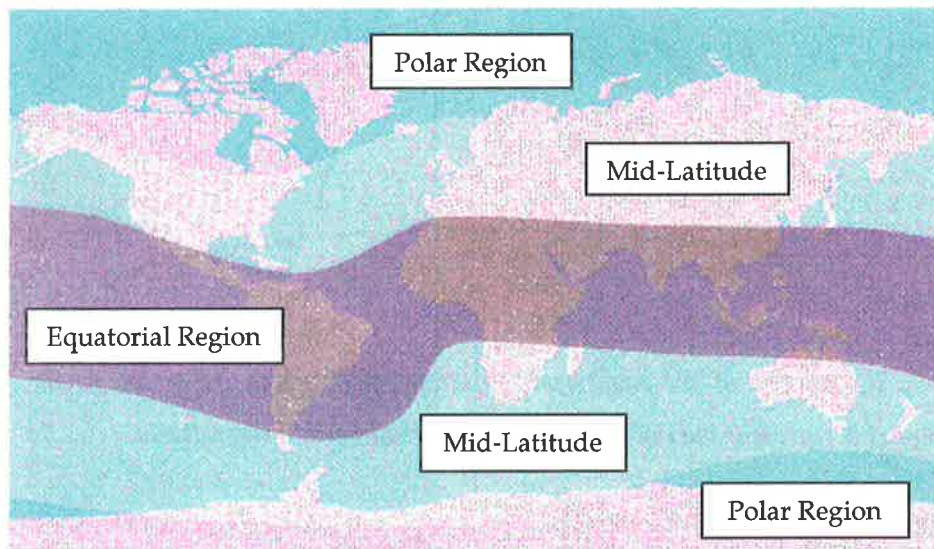 Polar Region
Mid-Latitude
Equatorial Region
Mid-Latitude
Polar Region